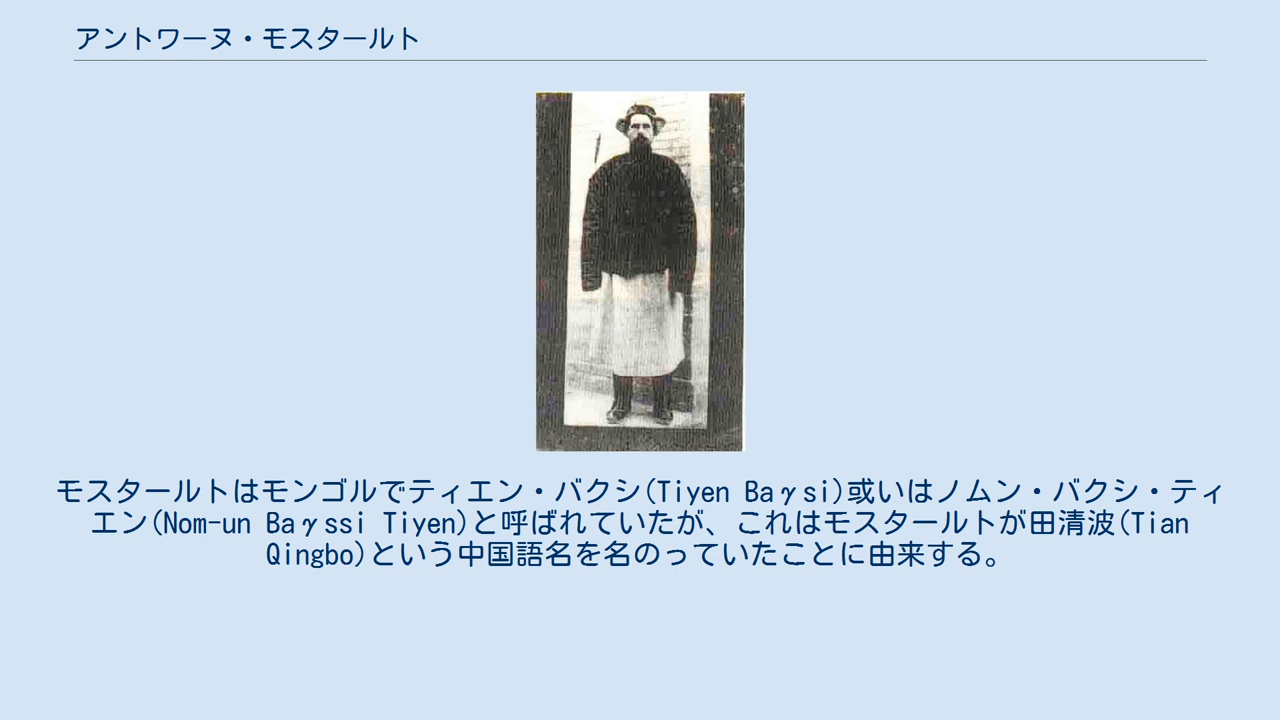 アントワーヌ・モスタールト
モスタールトはモンゴルでティエン・バクシ(Tiyen Baγsi)或いはノムン・バクシ・ティ
エン(Nom-un Baγssi Tiyen)と呼ばれていたが、これはモスタールトが田清波(Tian
Qingbo)という中国語名を名のっていたことに由来する。